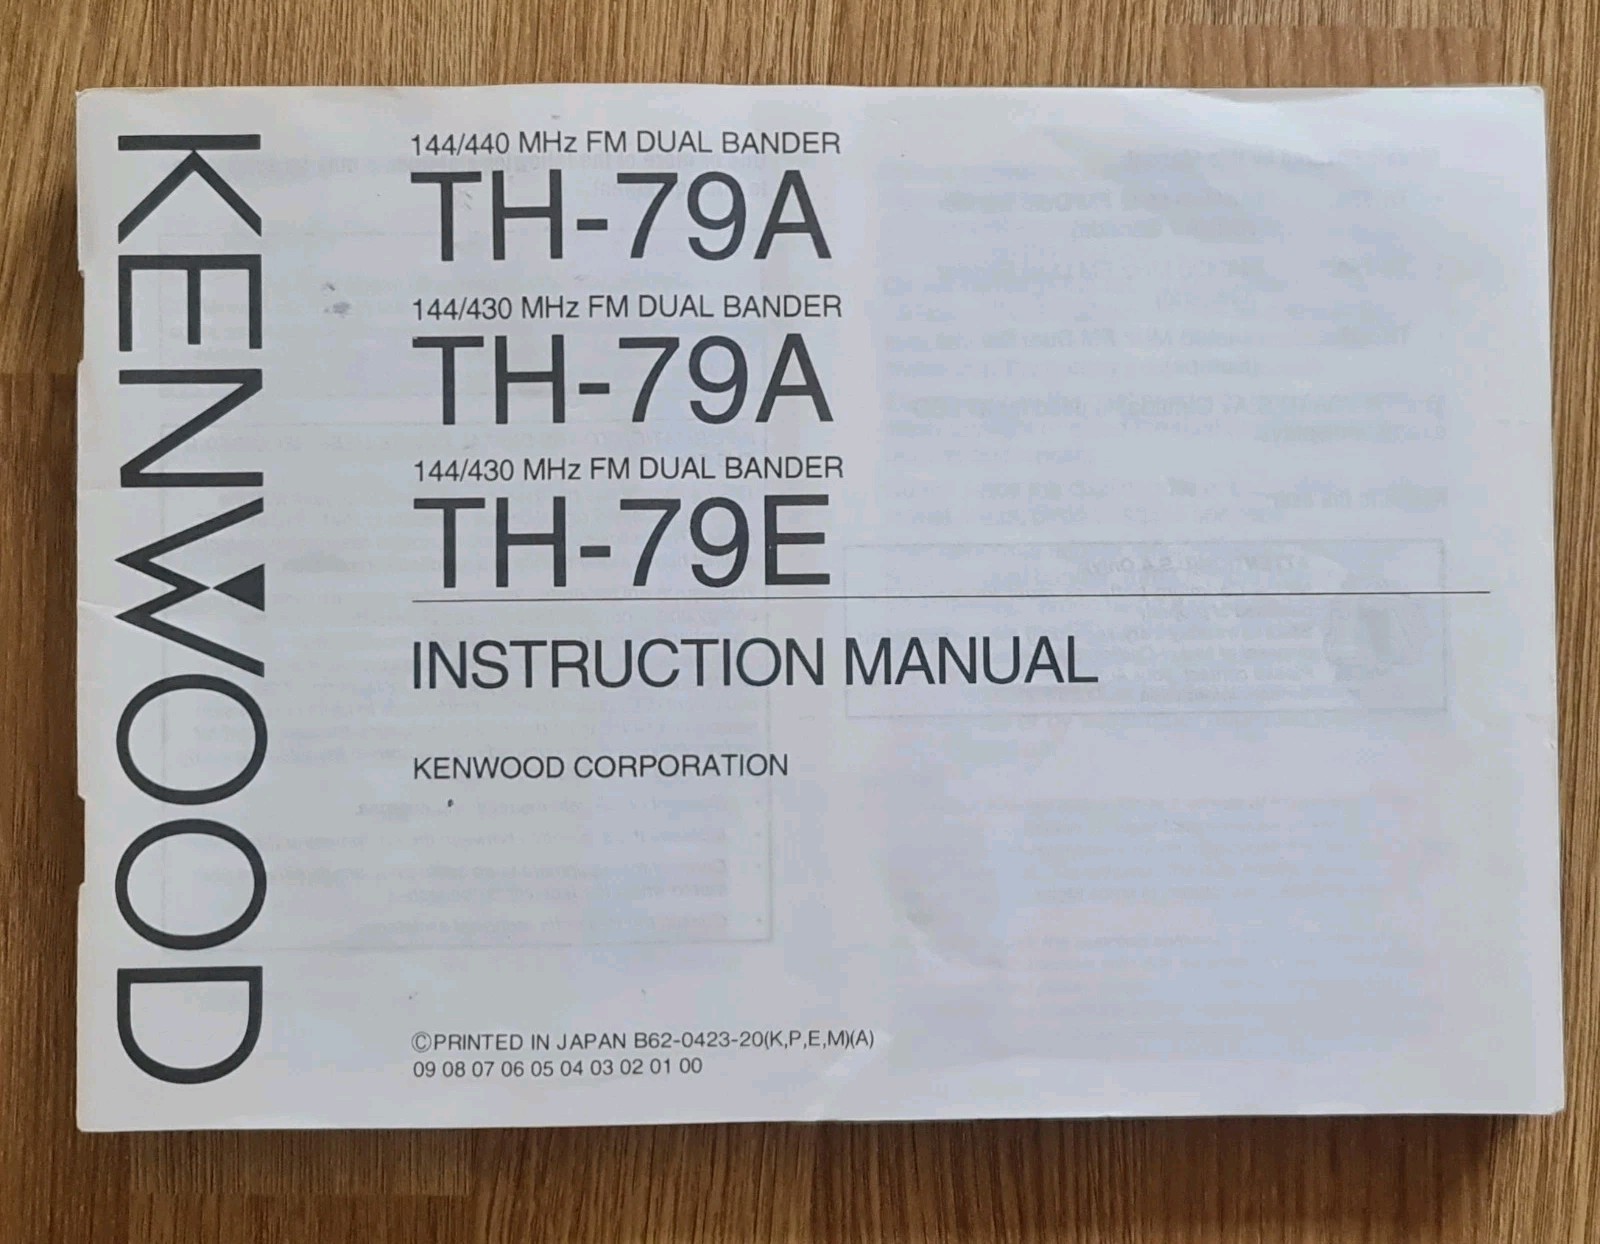 KENWOOD
144/440 MHz FM DUAL BANDER
TH-79A
144/430 MHz FM DUAL BANDER
TH-79A
144/430 MHz FM DUAL BANDER
TH-79E
INSTRUCTION MANUAL
KENWOOD CORPORATION
©PRINTED IN JAPAN B62-0423-20(K,P,E,M)(A)
09 08 07 06 05 04 03 02 01 00